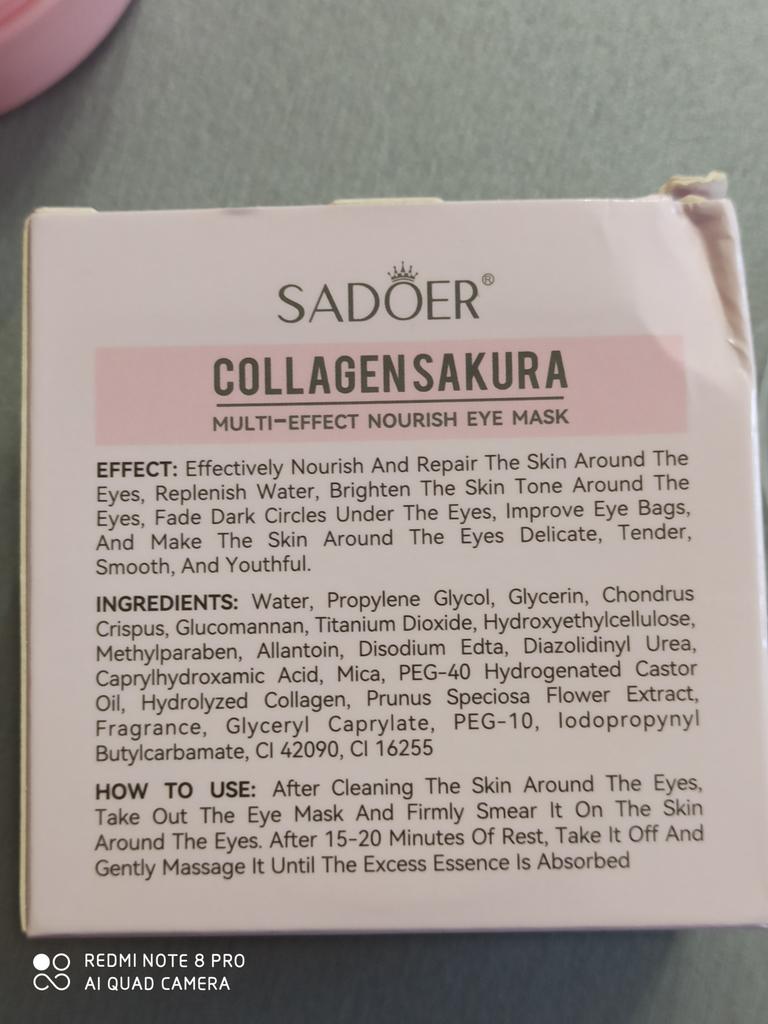 SADOER®
COLLAGEN SAKURA
MULTI-EFFECT NOURISH EYE MASK
EFFECT: Effectively Nourish And Repair The Skin Around The
Eyes, Replenish Water, Brighten The Skin Tone Around The
Eyes, Fade Dark Circles Under The Eyes, Improve Eye Bags,
And Make The Skin Around The Eyes Delicate, Tender,
Smooth, And Youthful.
INGREDIENTS: Water, Propylene Glycol, Glycerin, Chondrus
Crispus, Glucomannan, Titanium Dioxide, Hydroxyethylcellulose,
Methylparaben, Allantoin, Disodium Edta, Diazolidinyl Urea,
Caprylhydroxamic Acid, Mica, PEG-40 Hydrogenated Castor
Oil, Hydrolyzed Collagen, Prunus Speciosa Flower Extract,
Fragrance, Glyceryl Caprylate, PEG-10, Iodopropynyl
Butylcarbamate, CI 42090, CI 16255
HOW TO USE: After Cleaning The Skin Around The Eyes,
Take Out The Eye Mask And Firmly Smear It On The Skin
Around The Eyes. After 15-20 Minutes Of Rest, Take It Off And
Gently Massage It Until The Excess Essence Is Absorbed
REDMI NOTE 8 PRO
AI QUAD CAMERA